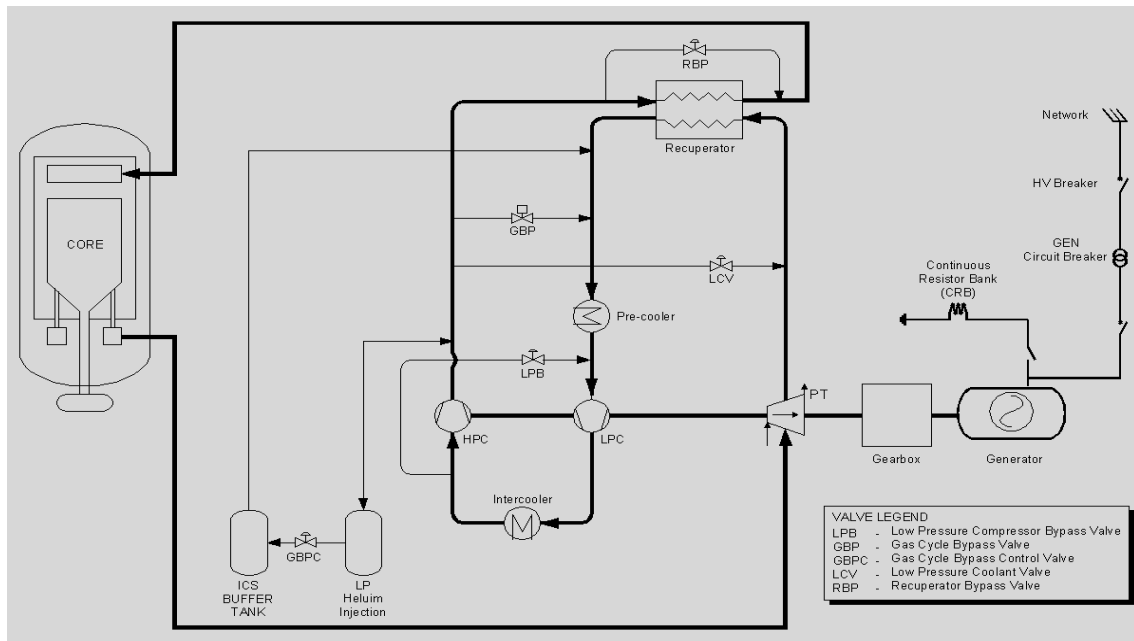 RBP
Recuperator
Network
HV Breaker
GEN
Circuit Breaker
CORE
GBP
LCV
Continuous
Resistor Bank
(CRB)
Pre-cooler
LPB
PT
HPC
LPC
Gearbox
Generator
Intercooler
GBPC
ICS
BUFFER
TANK
LP
Heluim
Injection
VALVE LEGEND
LPB - Low Pressure Compressor Bypass Valve
GBP - Gas Cycle Bypass Valve
GBPC - Gas Cycle Bypass Control Valve
LCV - Low Pressure Coolant Valve
RBP - Recuperator Bypass Valve